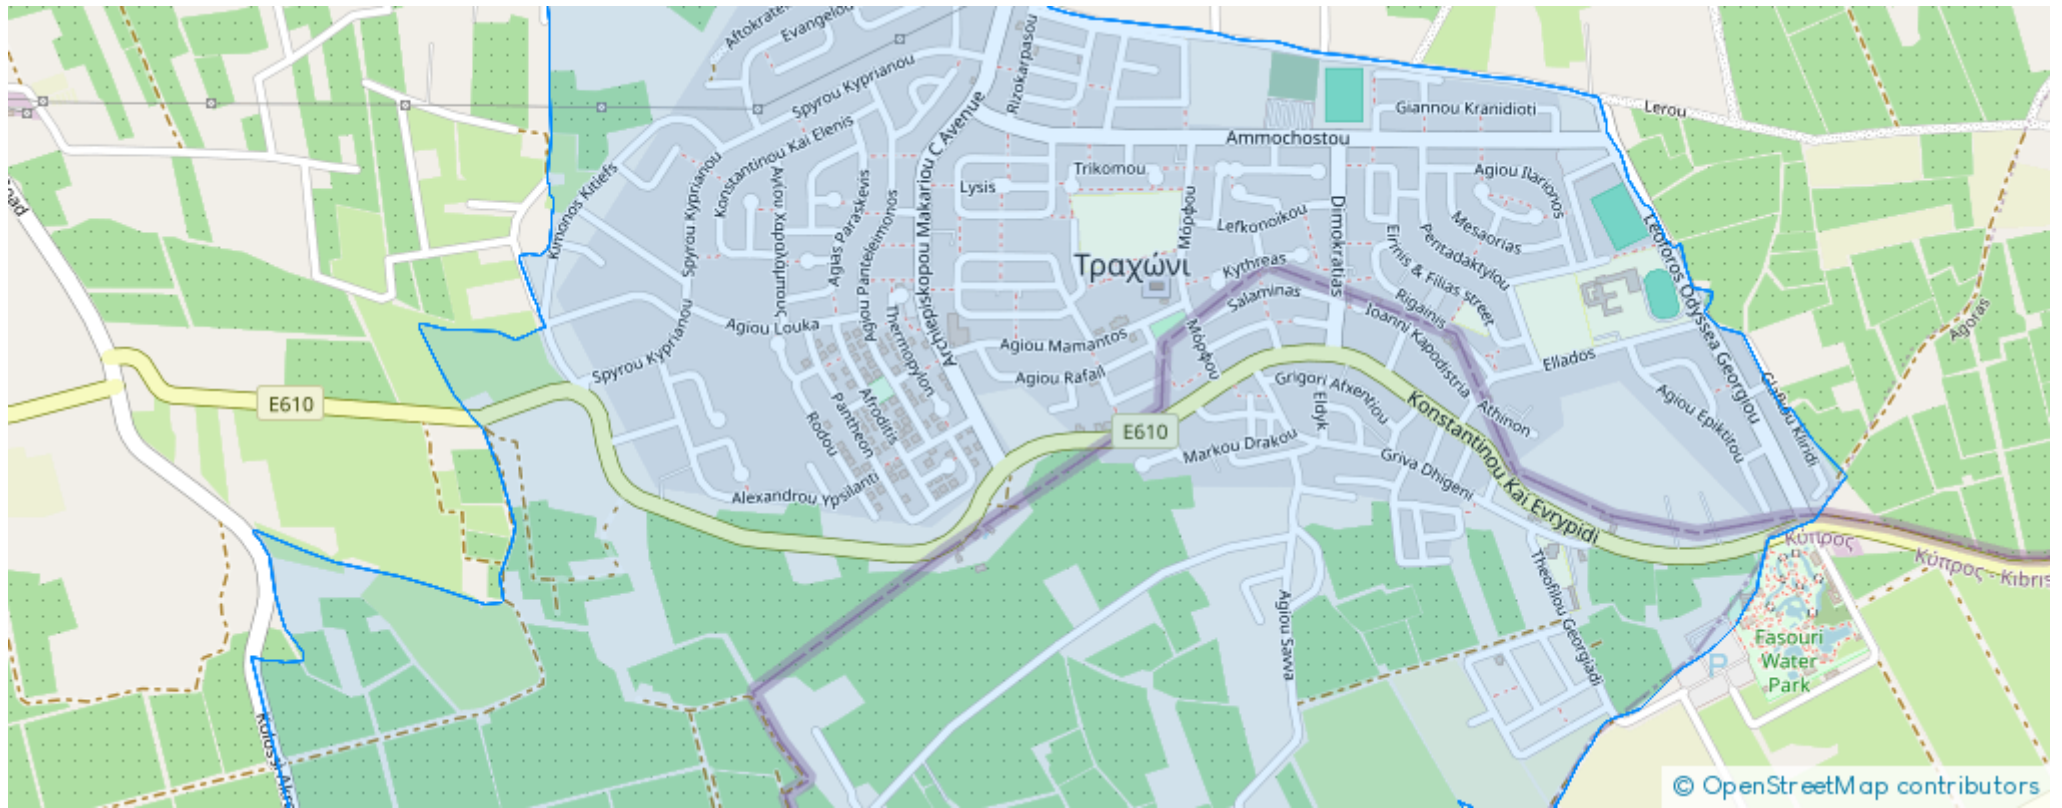 Evangelou
Rizokarpasou
Spyrou Kyprianou
Giannou Kranidioti
Lerou
Konstantinou Kai Elenis
Archiepiskopou Makariou C Avenue
Ammochostou
Kimonos Kitiefs
Spyrou Kyprianou
Αγίου Χαραλάμπους
Agias Paraskevis
Agiou Panteleimonos
Lysis
Trikomou
Μόρφου
Agiou Ilarionos
Lefkonoikou
Dimokratias
Mesaorias
Pentadaktylou
Leoforos Odyssea Georgiou
Τραχώνι
Kythreas
Eirinis & Filias street
Salaminas
Rigainis
Ioanni Kapodistria
Agoras
Agiou Louka
Thermopylon
Agiou Mamantos
Μόρφου
Ellados
Spyrou Kyprianou
Agiou Rafail
Grigori Afxentiou
Glafkou Kliridi
E610
Pantheon
Afroditis
Rodou
Eldyk
Konstantinou Kai Evrypidi
Athinon
Agiou Epiktitou
E610
Markou Drakou
Griva Dhigeni
Alexandrou Ypsilanti
Κύπρος
Κύπρος - Kıbrıs
Agiou Savva
Theofilou Georgiadi
Fasouri
Water
Park
P
© OpenStreetMap contributors